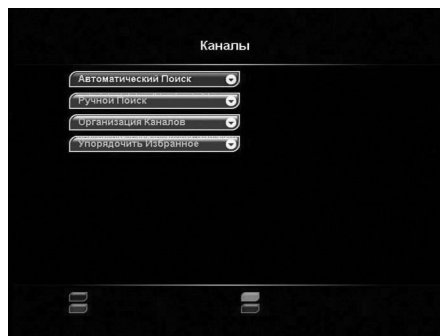 Каналы
Автоматический Поиск
Ручной Поиск
Организация Каналов
Упорядочить Избранное